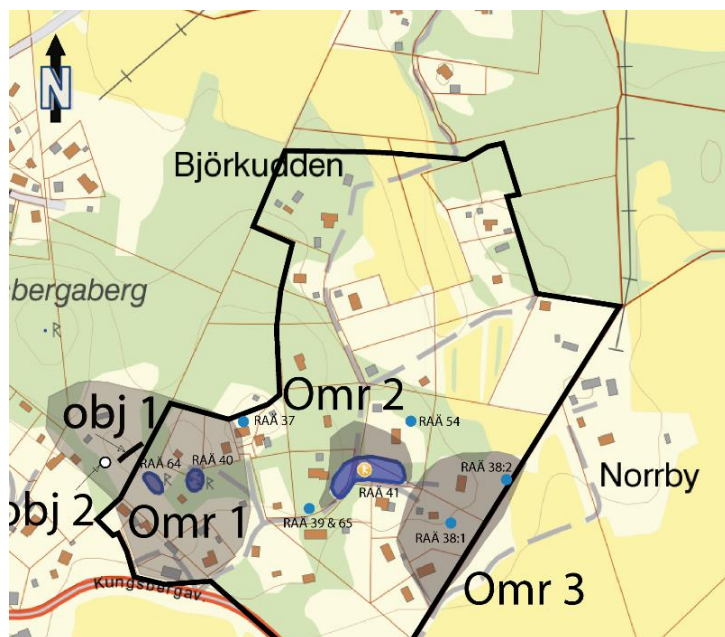 N
Björkudden
bergaberg
R
obj 1
Omr 2
RAÄ 37
RAÄ 54
RAÄ 64
RAÄ 40
R
R
R
RAÄ 41
RAÄ 38:2
Norrby
obj 2
Omr 1
RAÄ 39 & 65
RAÄ 38:1
Kungsbergav.
Omr 3